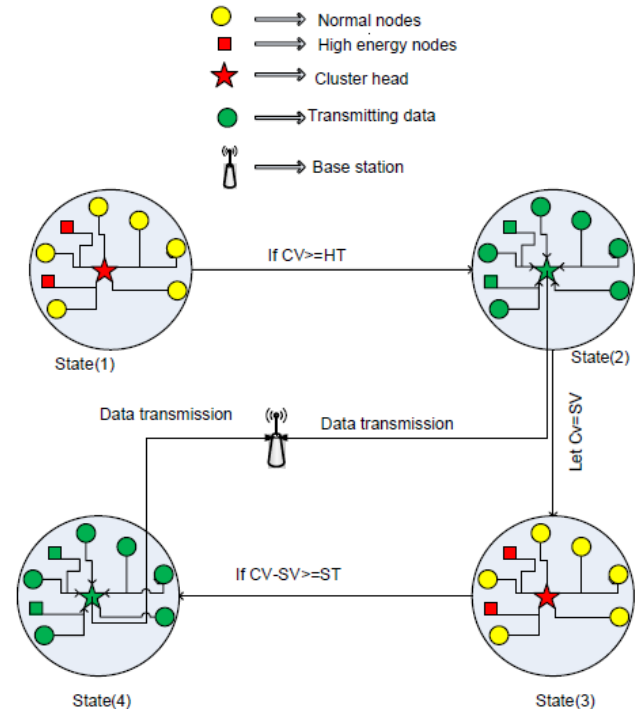 Normal nodes
High energy nodes
Cluster head
Transmitting data
Base station
If CV>=HT
State(1)
State(2)
Data transmission
Data transmission
Let Cv=SV
If CV-SV>=ST
State(4)
State(3)